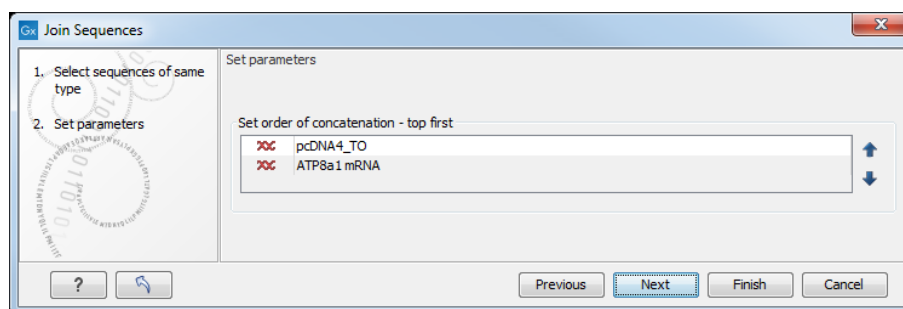 Gx Join Sequences
1. Select sequences of same
type
2. Set parameters
Set parameters
Set order of concatenation - top first
pcDNA4_TO
ATP8a1 mRNA
? Previous Next Finish Cancel